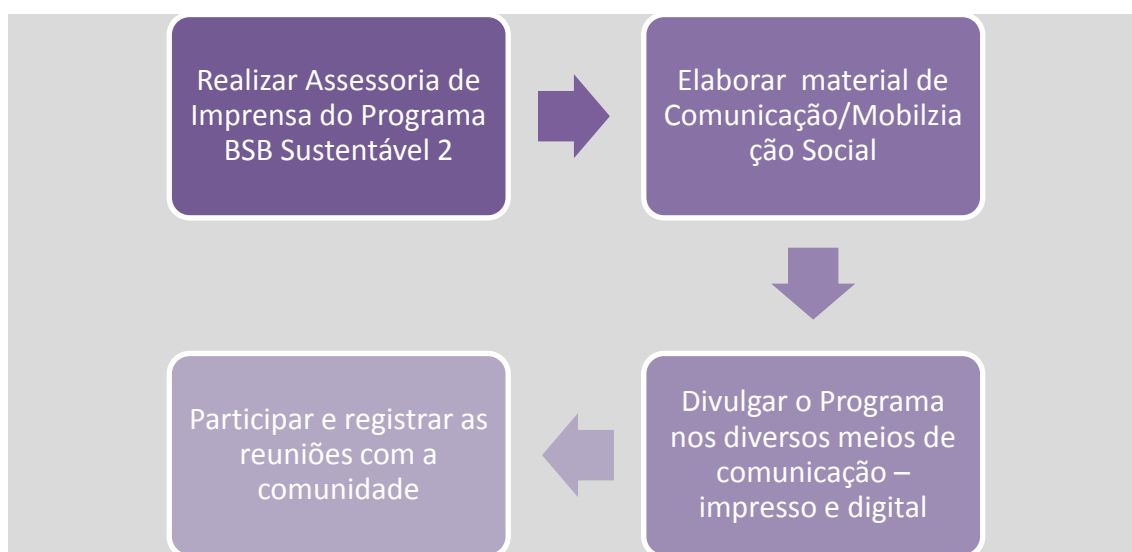 Realizar Assessoria de
Imprensa do Programa
BSB Sustentável 2
Elaborar material de
Comunicação/Mobilzia
ção Social
Divulgar o Programa
nos diversos meios de
comunicação –
impresso e digital
Participar e registrar as
reuniões com a
comunidade